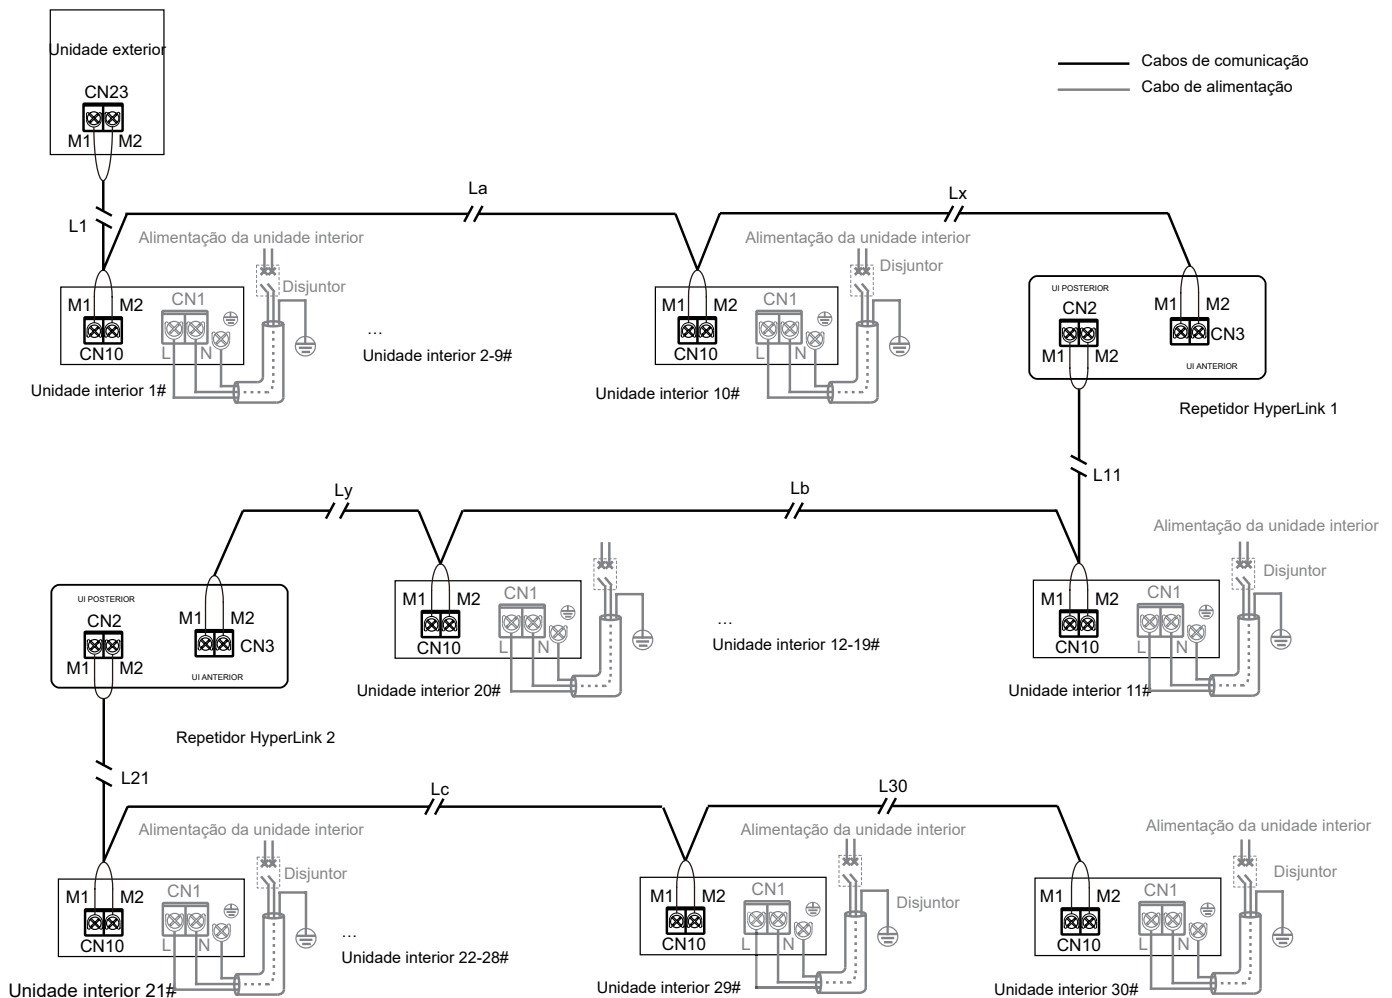 Unidade exterior
CN23
M1 M2
Cabos de comunicação
Cabo de alimentação
L1
La
Lx
Alimentação da unidade interior
Disjuntor
M1 M2
CN1
CN10
L N
Unidade interior 1#
...
Unidade interior 2-9#
Alimentação da unidade interior
Disjuntor
M1 M2
CN1
CN10
L N
Unidade interior 10#
UI POSTERIOR
CN2
M1 M2
M1 M2
CN3
UI ANTERIOR
Repetidor HyperLink 1
L11
Ly
Lb
UI POSTERIOR
CN2
M1 M2
M1 M2
CN3
UI ANTERIOR
Repetidor HyperLink 2
M1 M2
CN1
CN10
L N
Unidade interior 20#
...
Unidade interior 12-19#
Alimentação da unidade interior
Disjuntor
M1 M2
CN1
CN10
L N
Unidade interior 11#
L21
Lc
L30
Alimentação da unidade interior
Disjuntor
M1 M2
CN1
CN10
L N
Unidade interior 21#
...
Unidade interior 22-28#
Alimentação da unidade interior
Disjuntor
M1 M2
CN1
CN10
L N
Unidade interior 29#
Alimentação da unidade interior
Disjuntor
M1 M2
CN1
CN10
L N
Unidade interior 30#